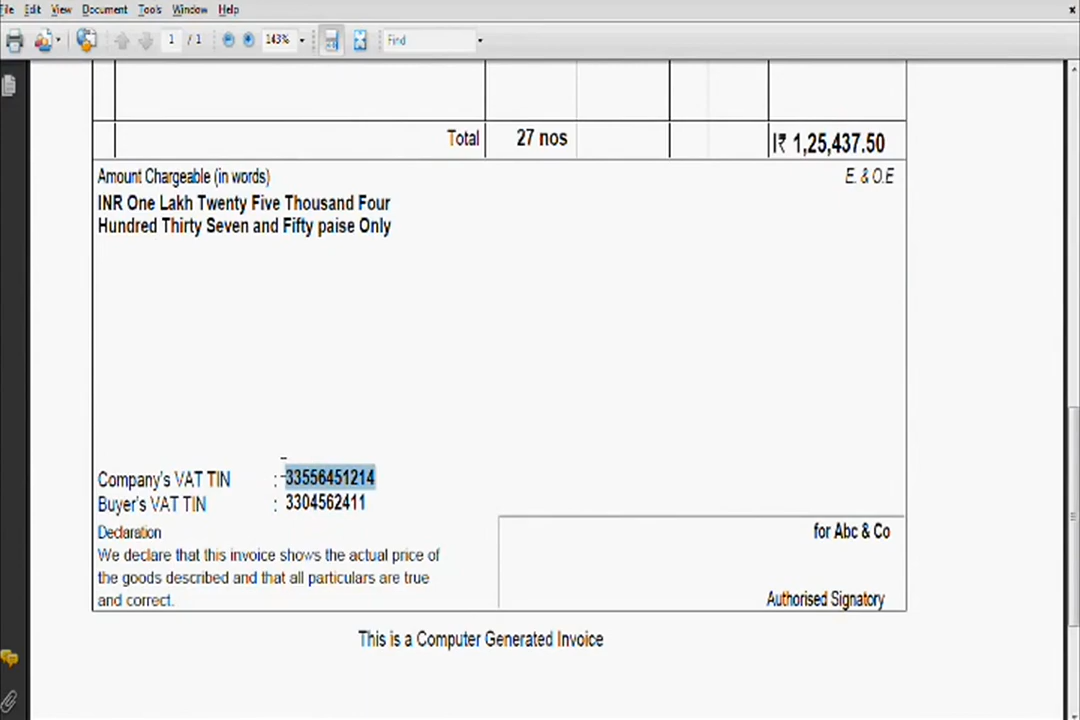 File Edit View Document Tools Window Help
1 / 1 143% Find
Total 27 nos ₹ 1,25,437.50
Amount Chargeable (in words) E. & O.E
INR One Lakh Twenty Five Thousand Four
Hundred Thirty Seven and Fifty paise Only
Company's VAT TIN : 33556451214
Buyer's VAT TIN : 3304562411
Declaration
We declare that this invoice shows the actual price of
the goods described and that all particulars are true
and correct.
for Abc & Co
Authorised Signatory
This is a Computer Generated Invoice